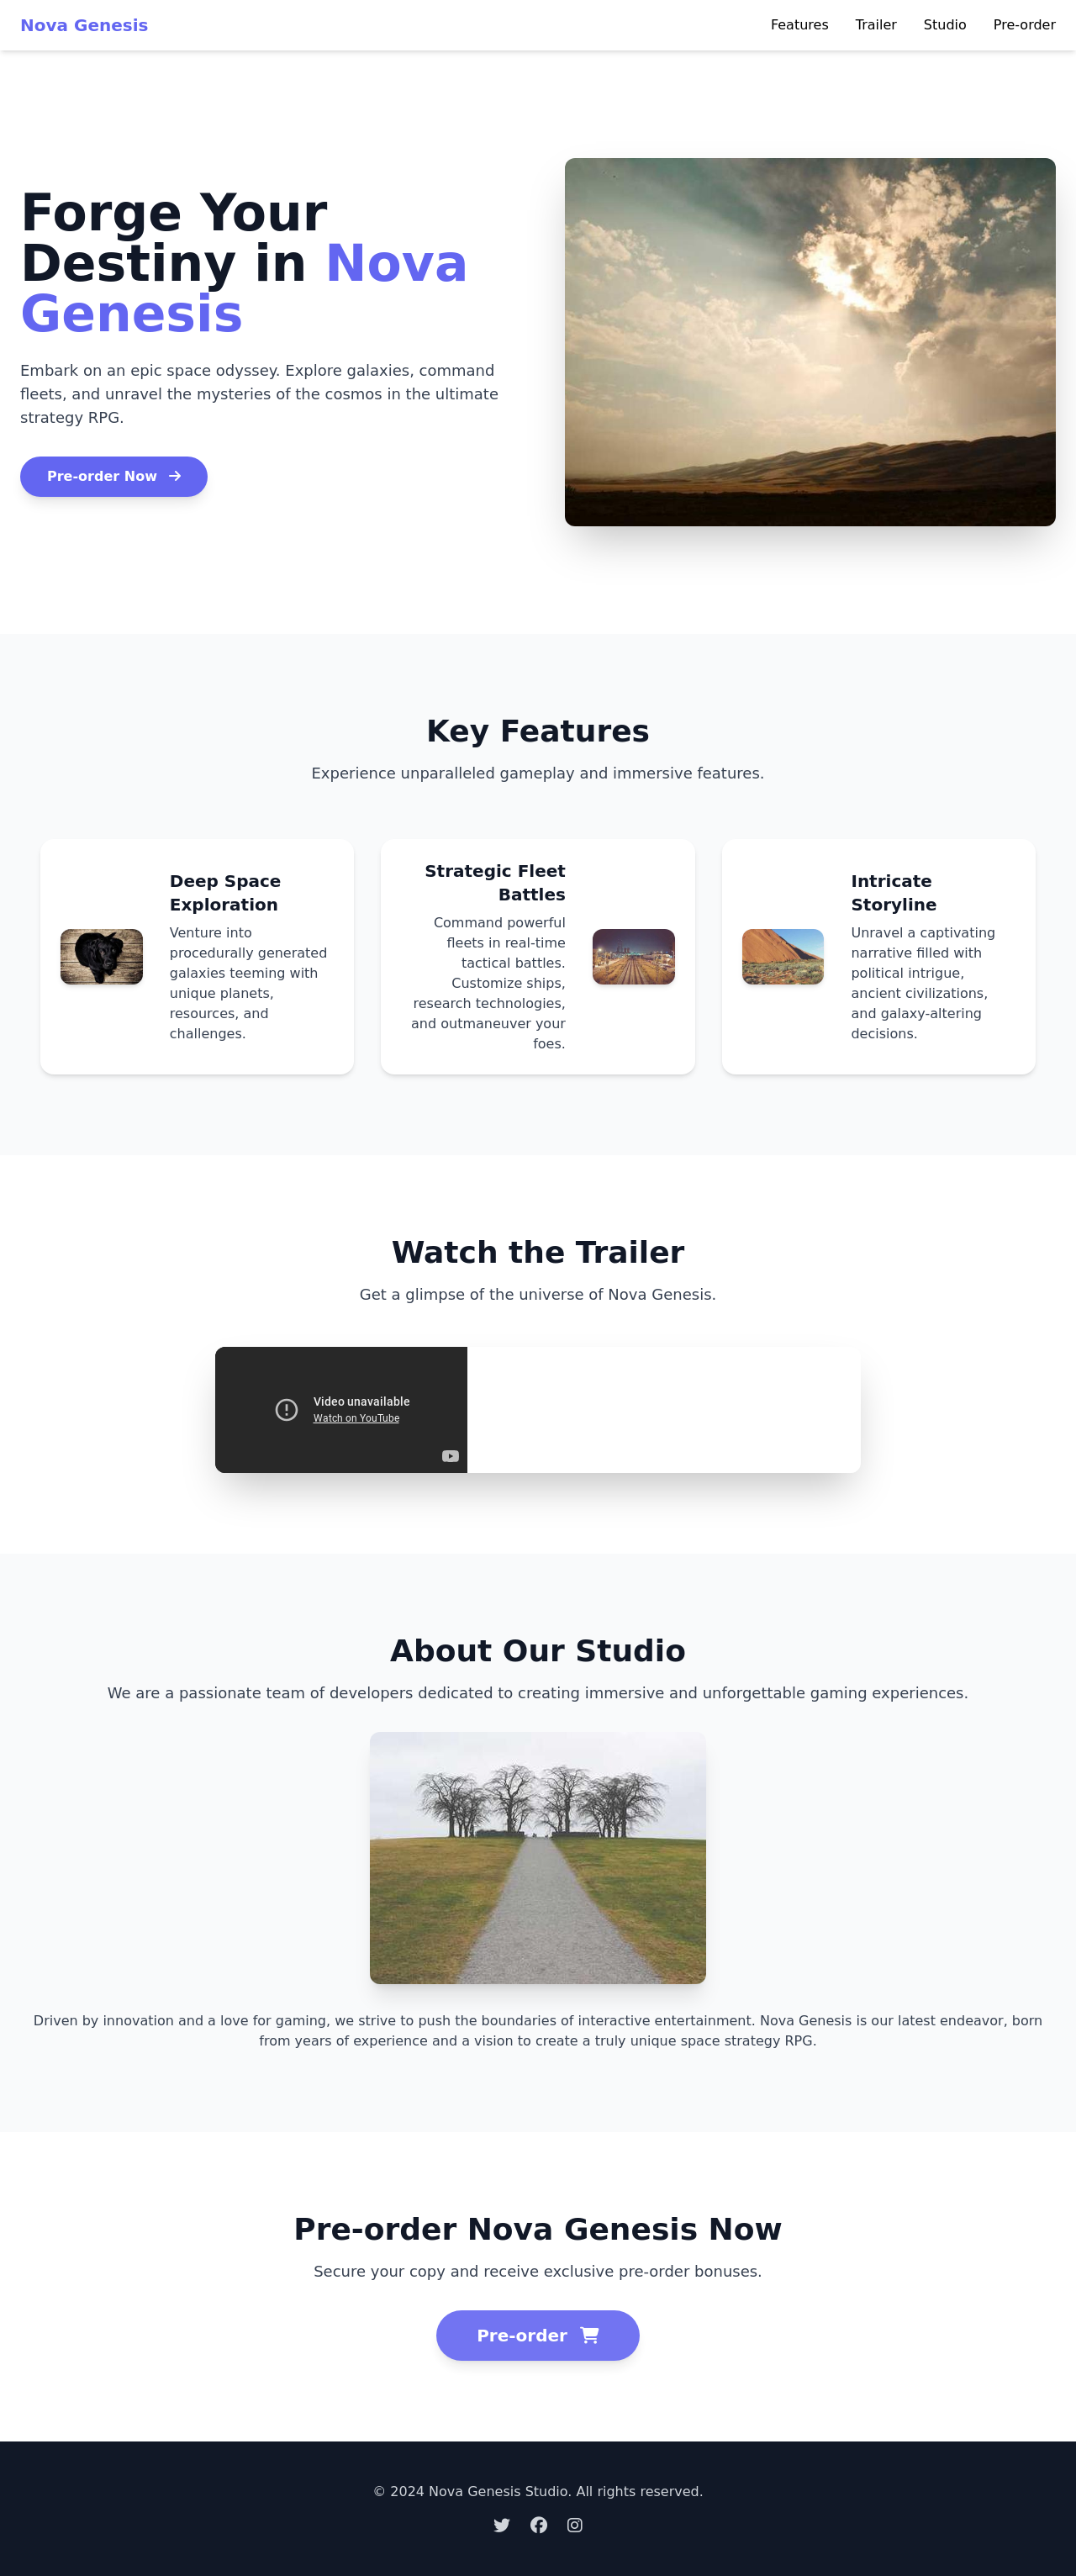 Nova Genesis
Features
Trailer
Studio
Pre-order
Forge Your
Destiny in Nova
Genesis
Embark on an epic space odyssey. Explore galaxies, command
fleets, and unravel the mysteries of the cosmos in the ultimate
strategy RPG.
Pre-order Now
Key Features
Experience unparalleled gameplay and immersive features.
Deep Space
Exploration
Venture into
procedurally generated
galaxies teeming with
unique planets,
resources, and
challenges.
Strategic Fleet
Battles
Command powerful
fleets in real-time
tactical battles.
Customize ships,
research technologies,
and outmaneuver your
foes.
Intricate
Storyline
Unravel a captivating
narrative filled with
political intrigue,
ancient civilizations,
and galaxy-altering
decisions.
Watch the Trailer
Get a glimpse of the universe of Nova Genesis.
Video unavailable
Watch on YouTube
About Our Studio
We are a passionate team of developers dedicated to creating immersive and unforgettable gaming experiences.
Driven by innovation and a love for gaming, we strive to push the boundaries of interactive entertainment. Nova Genesis is our latest endeavor, born
from years of experience and a vision to create a truly unique space strategy RPG.
Pre-order Nova Genesis Now
Secure your copy and receive exclusive pre-order bonuses.
Pre-order
© 2024 Nova Genesis Studio. All rights reserved.